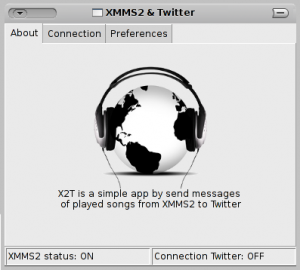 XMMS2 & Twitter
About Connection Preferences
X2T is a simple app by send messages
of played songs from XMMS2 to Twitter
XMMS2 status: ON Connection Twitter: OFF